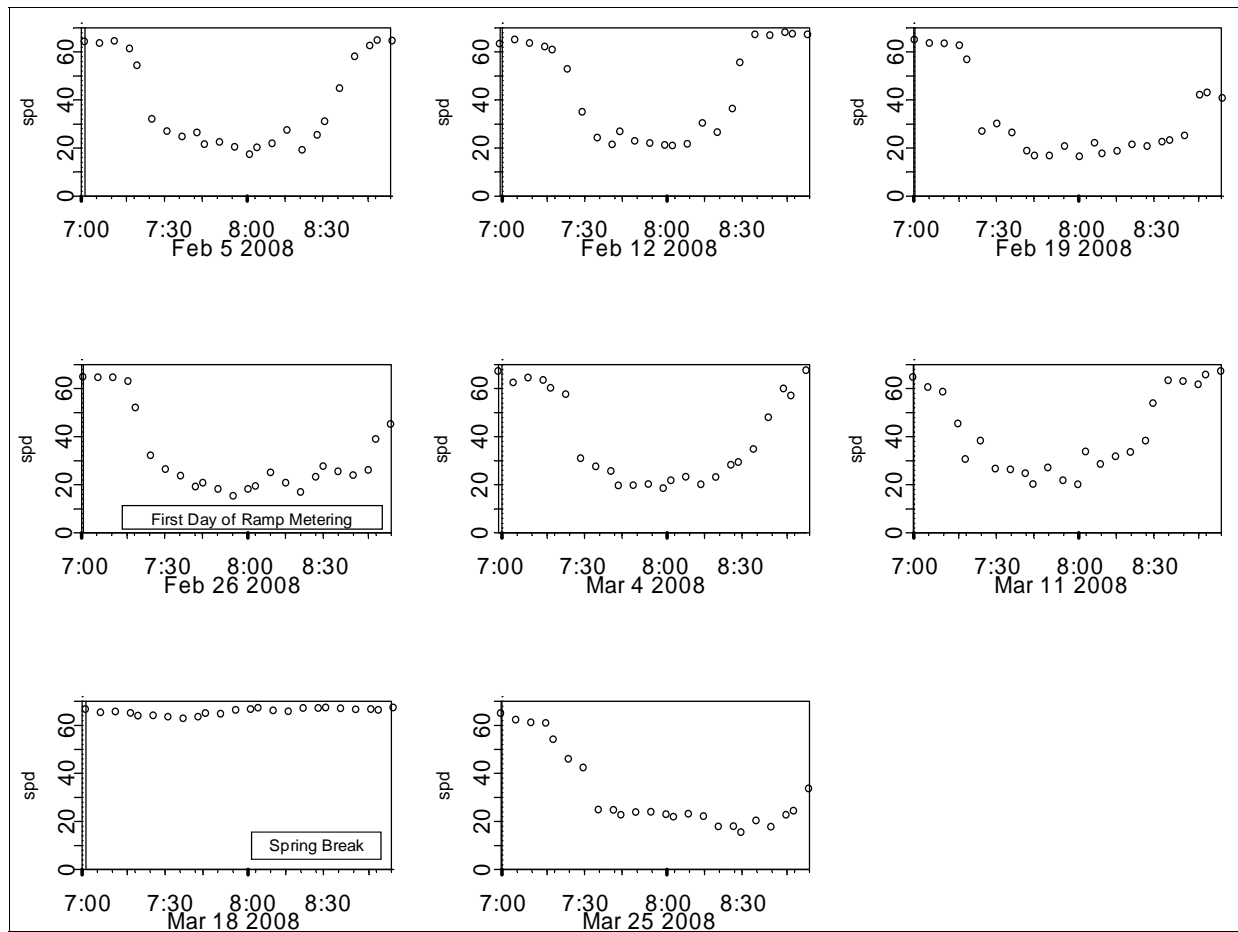 spd
60
40
20
0
7:00 7:30 8:00 8:30
Feb 5 2008
spd
60
40
20
0
7:00 7:30 8:00 8:30
Feb 12 2008
spd
60
40
20
0
7:00 7:30 8:00 8:30
Feb 19 2008
spd
60
40
20
0
First Day of Ramp Metering
7:00 7:30 8:00 8:30
Feb 26 2008
spd
60
40
20
0
7:00 7:30 8:00 8:30
Mar 4 2008
spd
60
40
20
0
7:00 7:30 8:00 8:30
Mar 11 2008
spd
60
40
20
0
Spring Break
7:00 7:30 8:00 8:30
Mar 18 2008
spd
60
40
20
0
7:00 7:30 8:00 8:30
Mar 25 2008